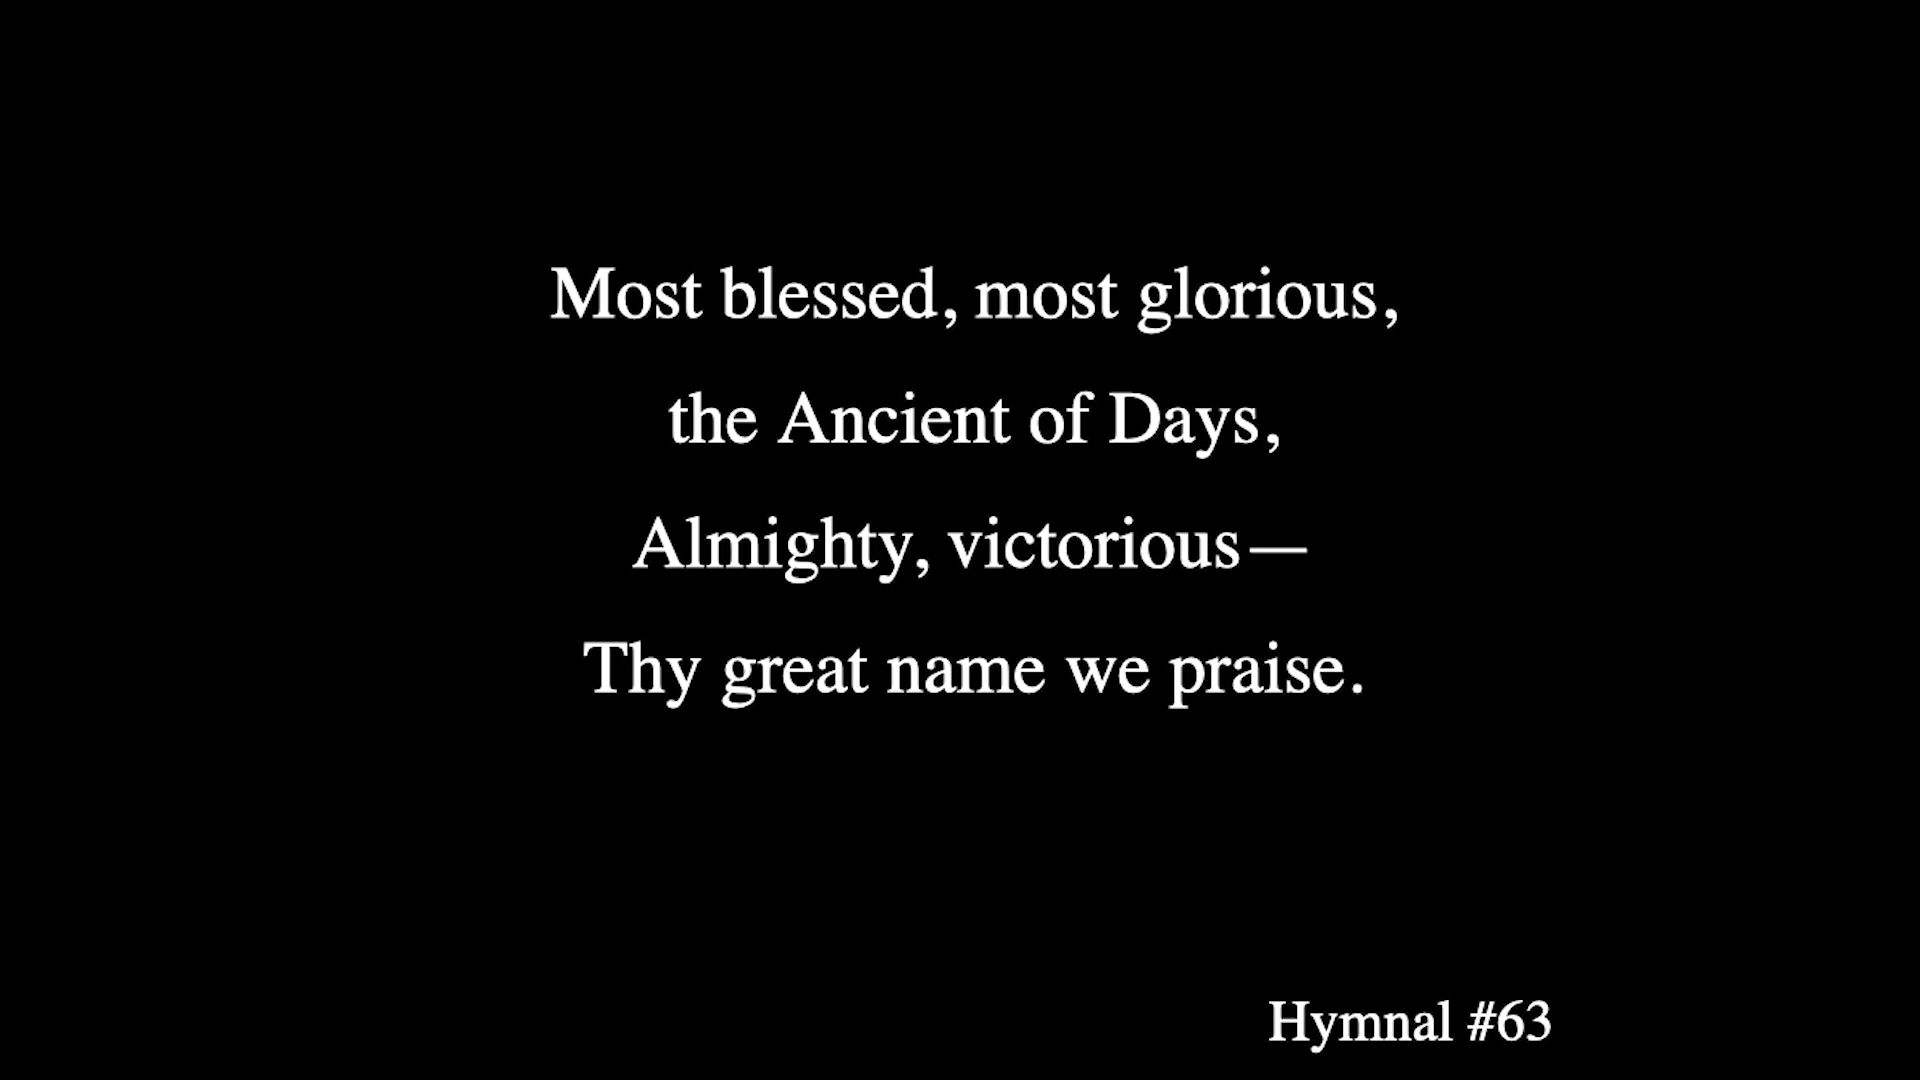 Most blessed, most glorious,
the Ancient of Days,
Almighty, victorious—
Thy great name we praise.
Hymnal #63